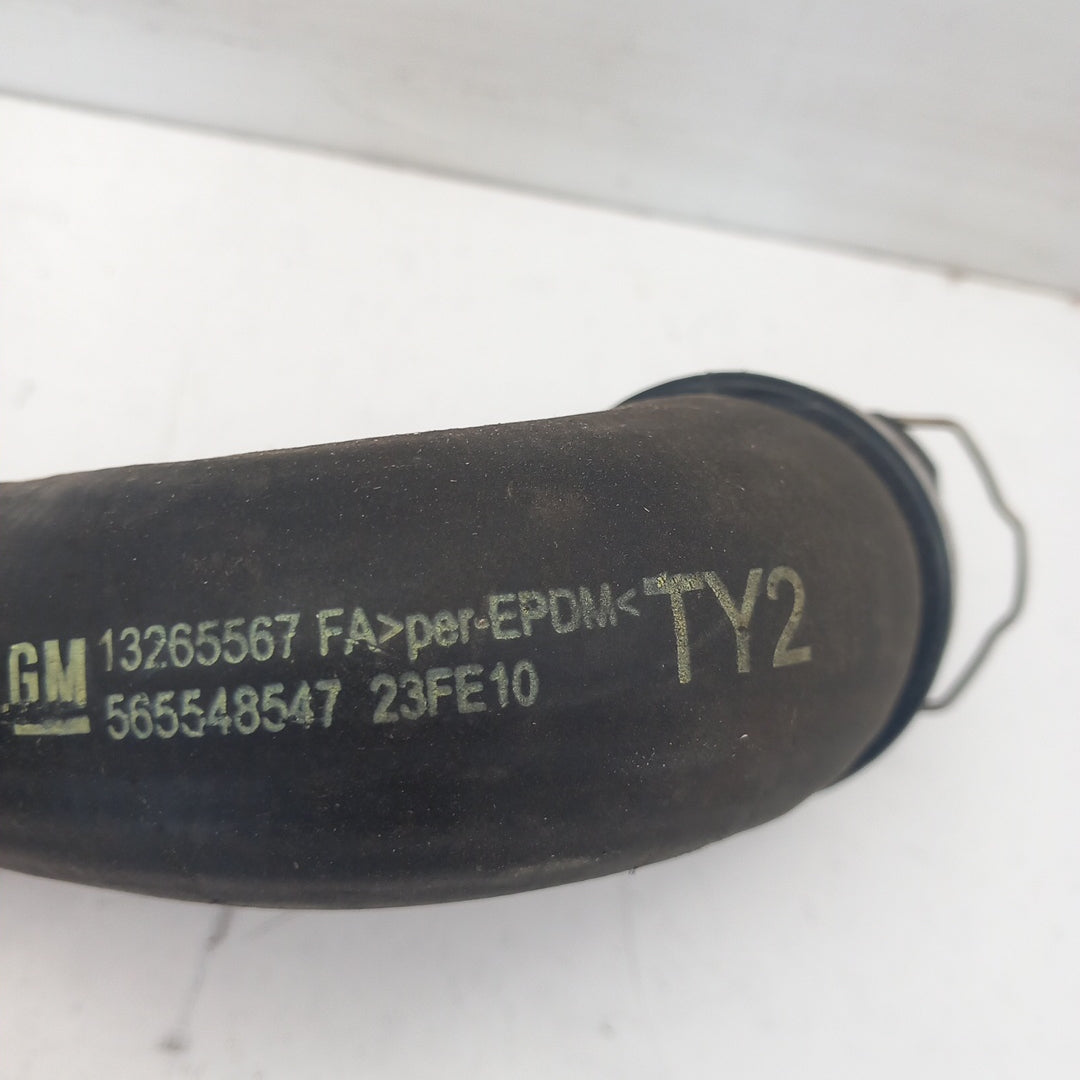 GM 13265567 FA>per-EPDM< TY2
565548547 23FE10